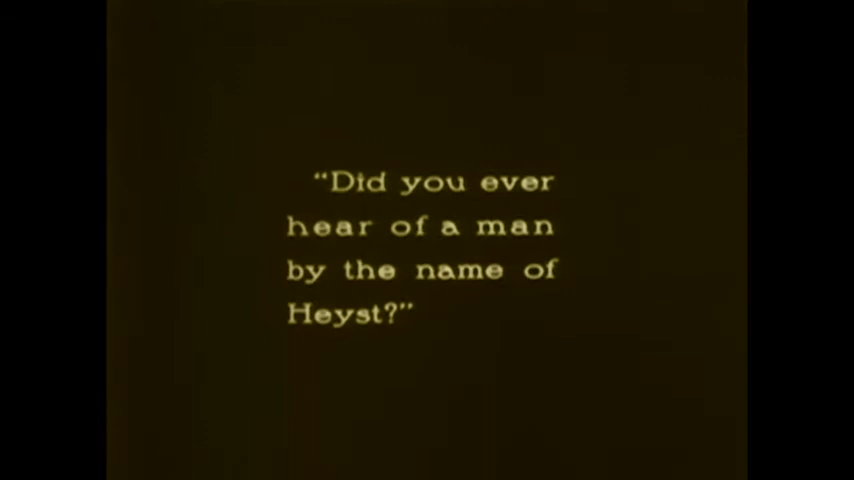 "Did you ever
hear of a man
by the name of
Heyst?"